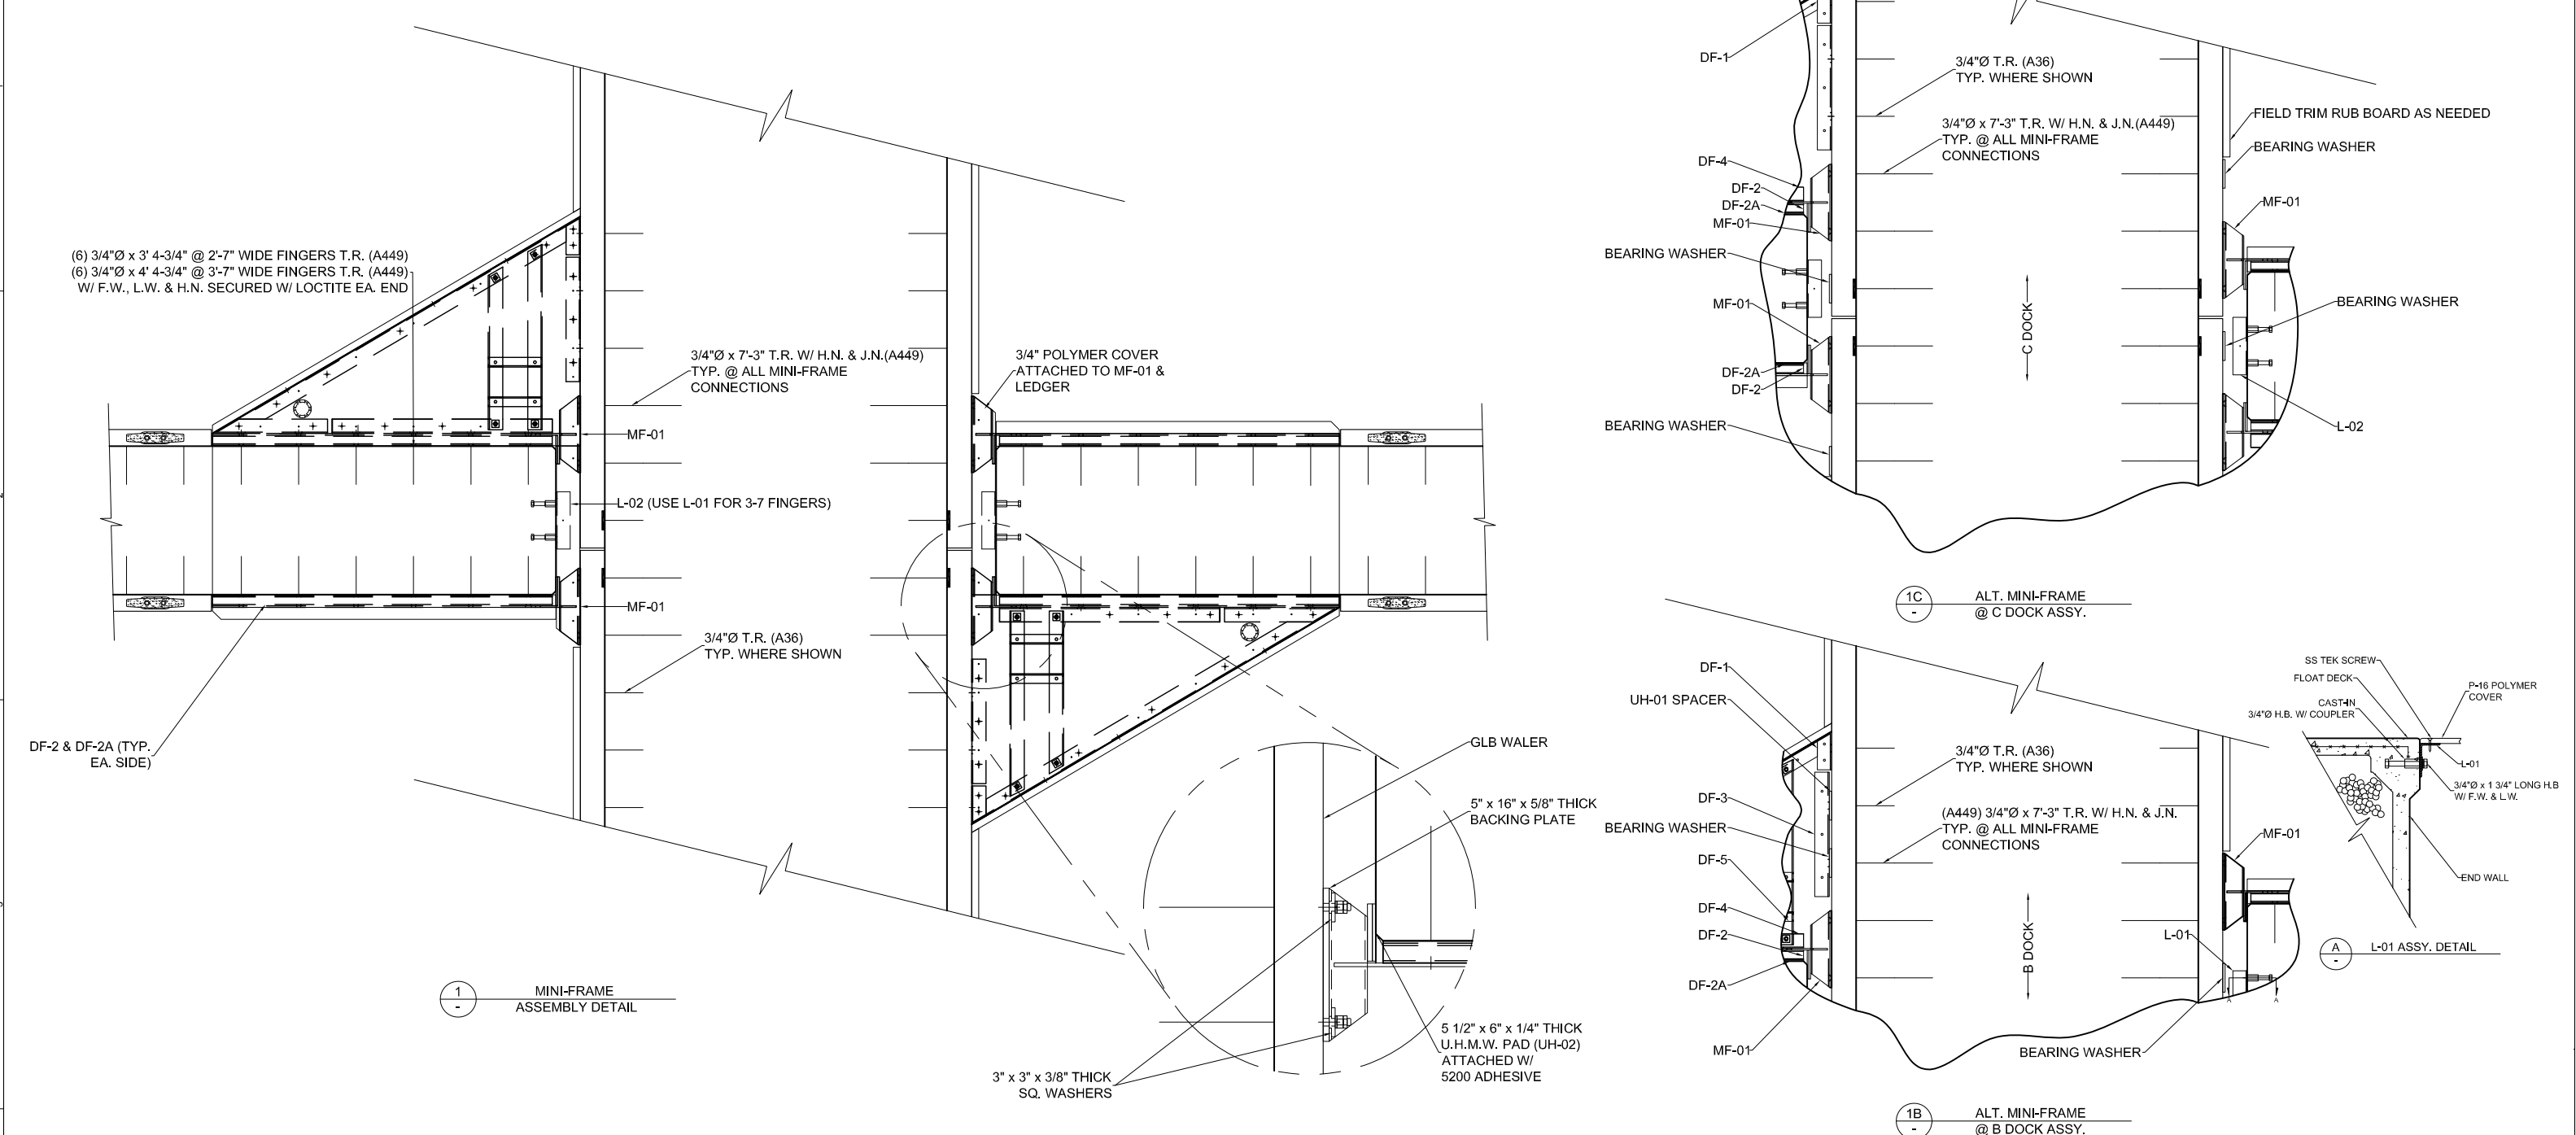 (6) 3/4"Ø x 3' 4-3/4" @ 2'-7" WIDE FINGERS T.R. (A449)
(6) 3/4"Ø x 4' 4-3/4" @ 3'-7" WIDE FINGERS T.R. (A449)
W/ F.W., L.W. & H.N. SECURED W/ LOCTITE EA. END
3/4"Ø x 7'-3" T.R. W/ H.N. & J.N.(A449)
TYP. @ ALL MINI-FRAME
CONNECTIONS
3/4" POLYMER COVER
ATTACHED TO MF-01 &
LEDGER
MF-01
L-02 (USE L-01 FOR 3-7 FINGERS)
MF-01
3/4"Ø T.R. (A36)
TYP. WHERE SHOWN
DF-2 & DF-2A (TYP.
EA. SIDE)
GLB WALER
5" x 16" x 5/8" THICK
BACKING PLATE
5 1/2" x 6" x 1/4" THICK
U.H.M.W. PAD (UH-02)
ATTACHED W/
5200 ADHESIVE
3" x 3" x 3/8" THICK
SQ. WASHERS
1
-
MINI-FRAME
ASSEMBLY DETAIL
DF-1
3/4"Ø T.R. (A36)
TYP. WHERE SHOWN
3/4"Ø x 7'-3" T.R. W/ H.N. & J.N.(A449)
TYP. @ ALL MINI-FRAME
CONNECTIONS
FIELD TRIM RUB BOARD AS NEEDED
BEARING WASHER
DF-4
DF-2
DF-2A
MF-01
MF-01
BEARING WASHER
MF-01
BEARING WASHER
C DOCK
DF-2A
DF-2
BEARING WASHER
L-02
1C
-
ALT. MINI-FRAME
@ C DOCK ASSY.
DF-1
UH-01 SPACER
3/4"Ø T.R. (A36)
TYP. WHERE SHOWN
DF-3
BEARING WASHER
(A449) 3/4"Ø x 7'-3" T.R. W/ H.N. & J.N.
TYP. @ ALL MINI-FRAME
CONNECTIONS
DF-5
DF-4
DF-2
DF-2A
MF-01
B DOCK
MF-01
L-01
A
A
BEARING WASHER
1B
-
ALT. MINI-FRAME
@ B DOCK ASSY.
SS TEK SCREW
FLOAT DECK
CAST-IN
3/4"Ø H.B. W/ COUPLER
P-16 POLYMER
COVER
L-01
3/4"Ø x 1 3/4" LONG H.B
W/ F.W. & L.W.
END WALL
A
-
L-01 ASSY. DETAIL